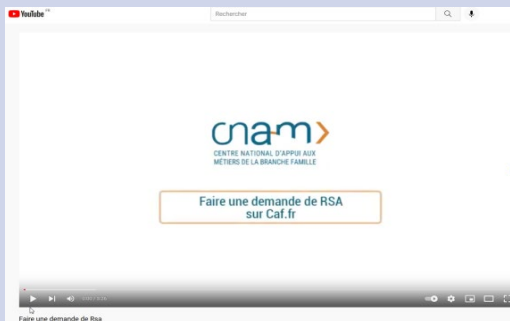 YouTube FR
Rechercher
cnam
CENTRE NATIONAL D'APPUI AUX
MÉTIERS DE LA BRANCHE FAMILLE
Faire une demande de RSA
sur Caf.fr
Faire une demande de Rsa